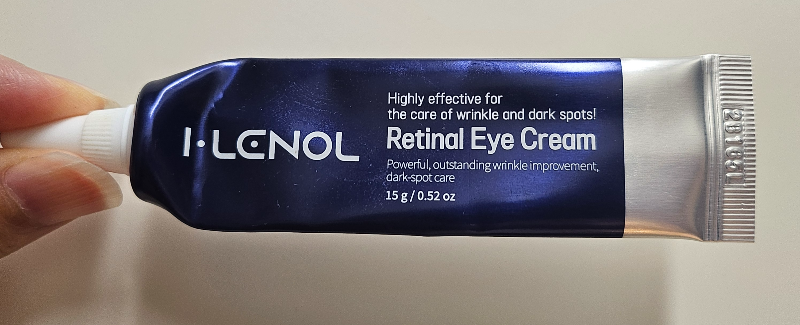 I·LENOL
Highly effective for
the care of wrinkle and dark spots!
Retinal Eye Cream
Powerful, outstanding wrinkle improvement,
dark-spot care
15 g / 0.52 oz